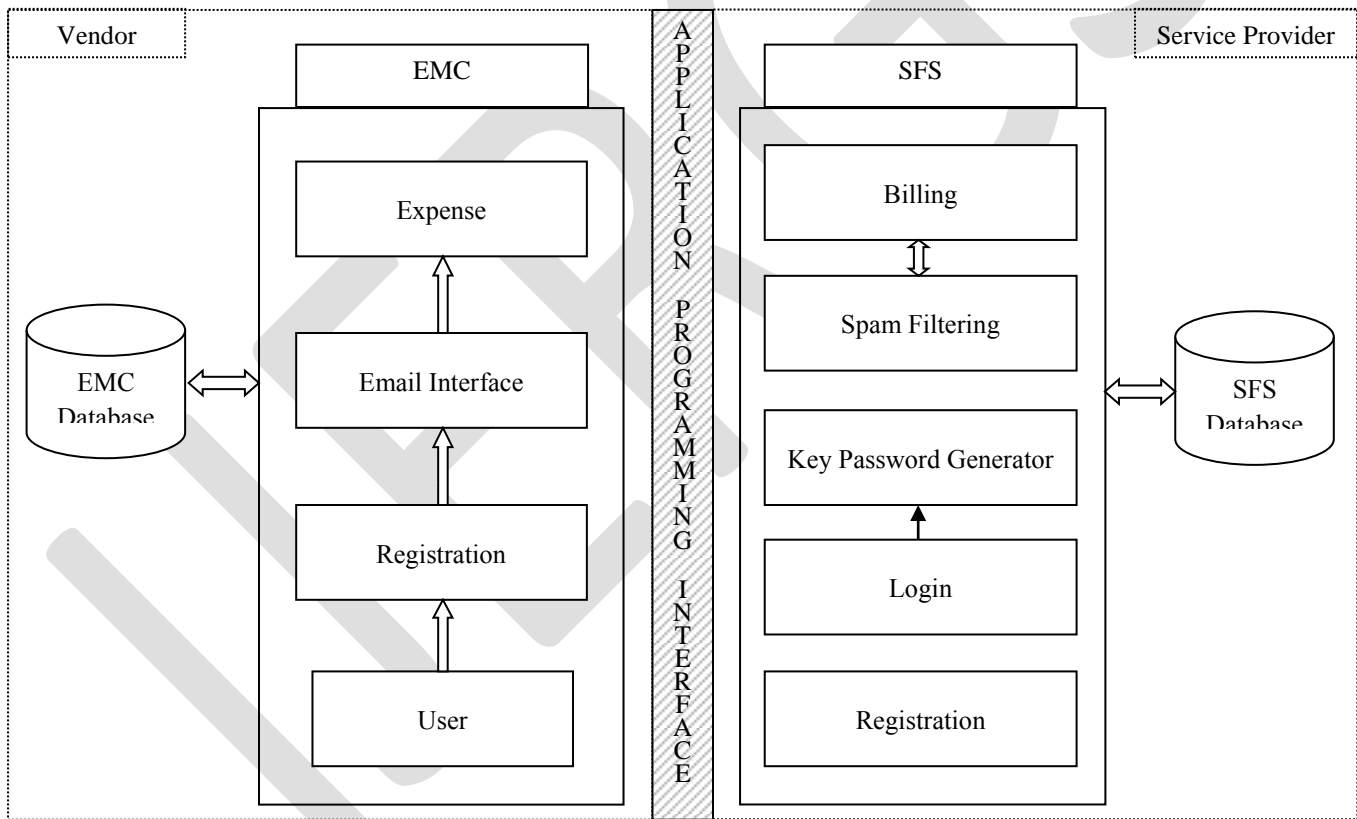 Vendor
EMC
Expense
Email Interface
Registration
User
EMC
Database
APPLICATION PROGRAMMING INTERFACE
Service Provider
SFS
Billing
Spam Filtering
Key Password Generator
Login
Registration
SFS
Database